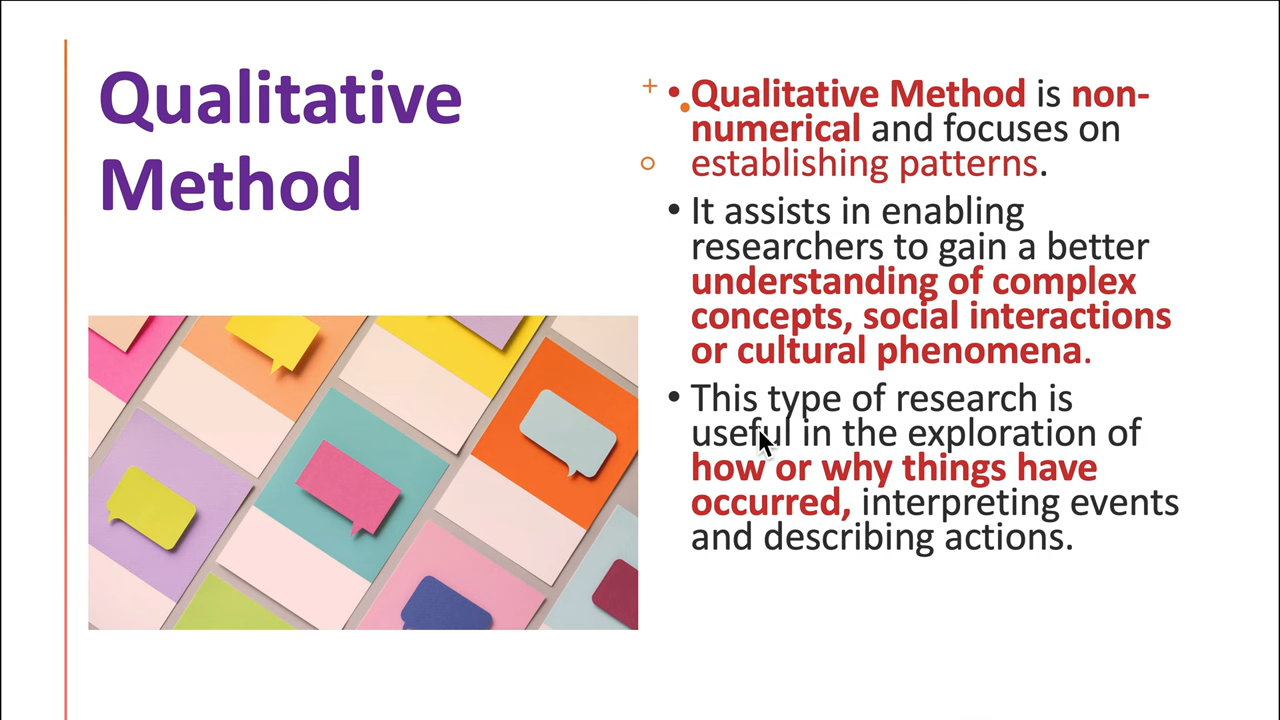 Qualitative
Method
• Qualitative Method is non-
numerical and focuses on
establishing patterns.
• It assists in enabling
researchers to gain a better
understanding of complex
concepts, social interactions
or cultural phenomena.
• This type of research is
useful in the exploration of
how or why things have
occurred, interpreting events
and describing actions.